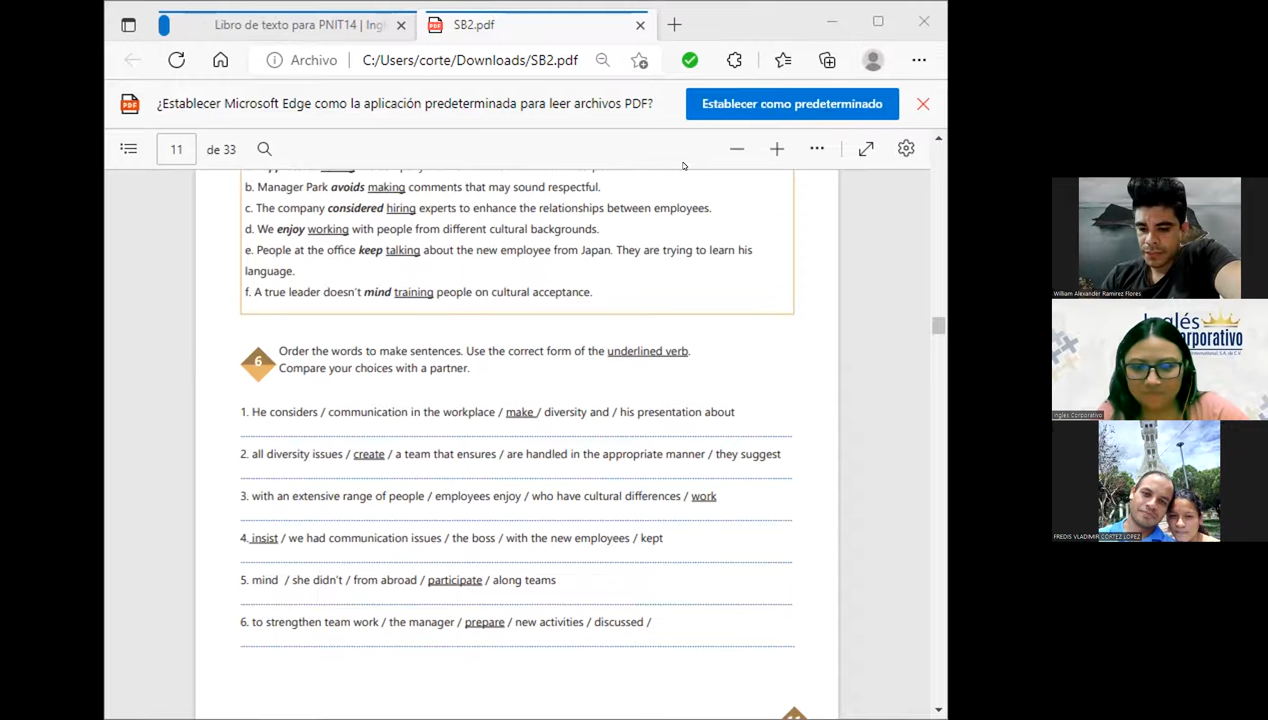 Libro de texto para PNIT14 | Ingl
SB2.pdf
Archivo
C:/Users/corte/Downloads/SB2.pdf
¿Establecer Microsoft Edge como la aplicación predeterminada para leer archivos PDF?
Establecer como predeterminado
11 de 33
b. Manager Park avoids making comments that may sound respectful.
c. The company considered hiring experts to enhance the relationships between employees.
d. We enjoy working with people from different cultural backgrounds.
e. People at the office keep talking about the new employee from Japan. They are trying to learn his
language.
f. A true leader doesn't mind training people on cultural acceptance.
6
Order the words to make sentences. Use the correct form of the underlined verb.
Compare your choices with a partner.
1. He considers / communication in the workplace / make / diversity and / his presentation about
2. all diversity issues / create / a team that ensures / are handled in the appropriate manner / they suggest
3. with an extensive range of people / employees enjoy / who have cultural differences / work
4. insist / we had communication issues / the boss / with the new employees / kept
5. mind / she didn't / from abroad / participate / along teams
6. to strengthen team work / the manager / prepare / new activities / discussed /
William Alexander Ramirez Flores
Inglés
orporativo
Inglés Corporativo
FREDIS VLADIMIR CORTEZ LOPEZ